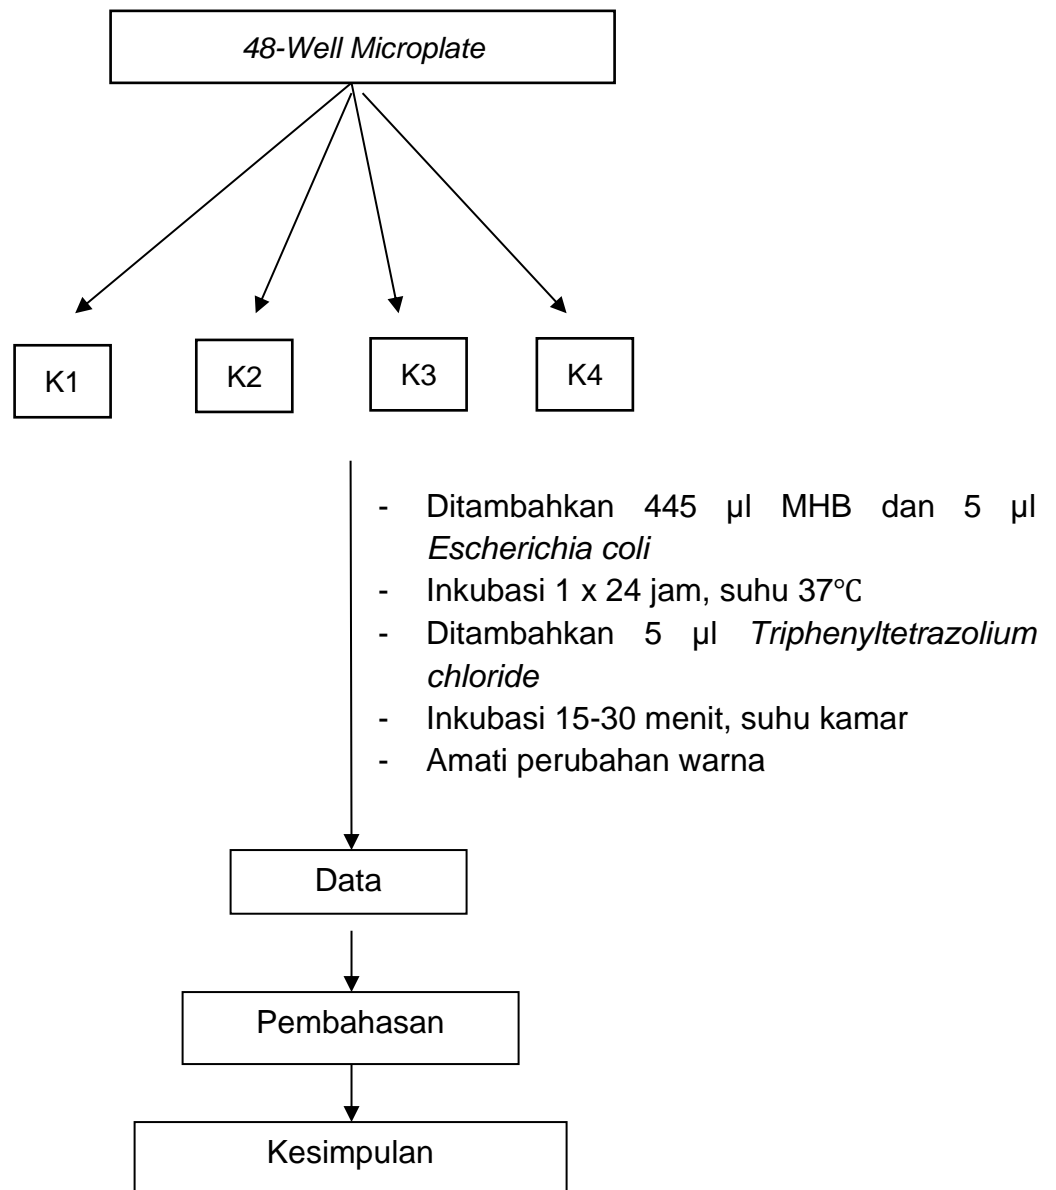 48-Well Microplate
K1 K2 K3 K4
- Ditambahkan 445 µl MHB dan 5 µl
Escherichia coli
- Inkubasi 1 x 24 jam, suhu 37℃
- Ditambahkan 5 µl Triphenyltetrazolium
chloride
- Inkubasi 15-30 menit, suhu kamar
- Amati perubahan warna
Data
Pembahasan
Kesimpulan